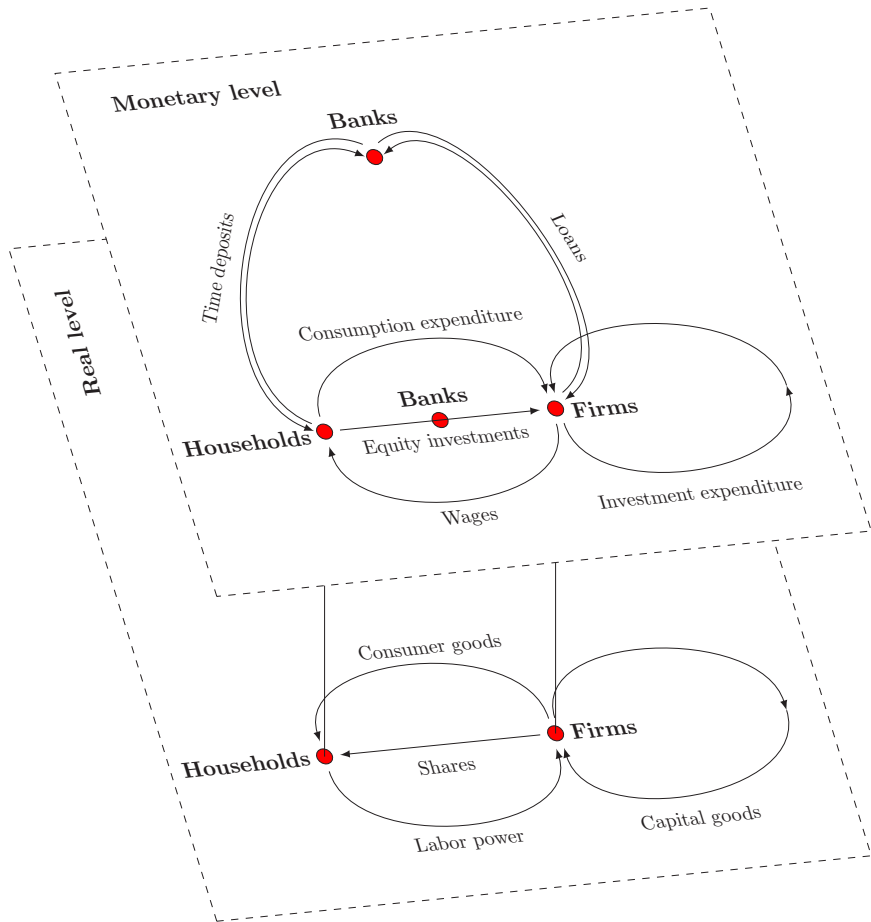 Monetary level
Banks
Time deposits
Loans
Real level
Consumption expenditure
Banks
Firms
Households
Equity investments
Investment expenditure
Wages
Consumer goods
Firms
Households
Shares
Capital goods
Labor power